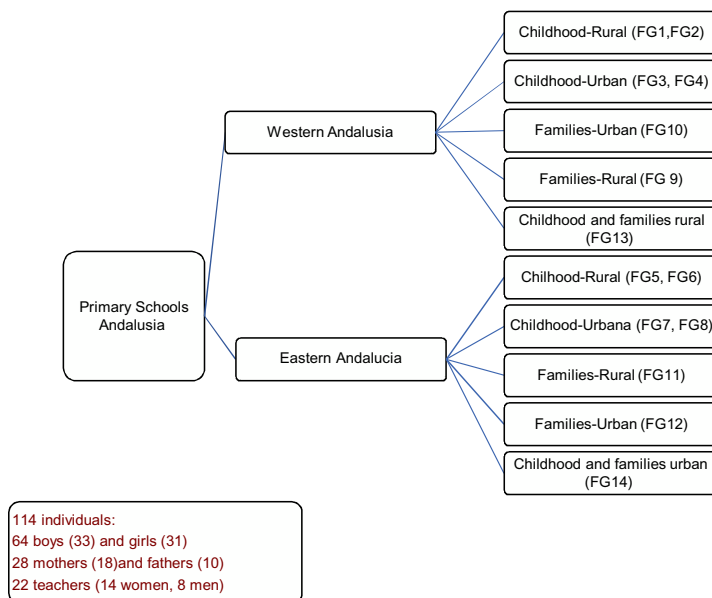 Childhood-Rural (FG1,FG2)
Childhood-Urban (FG3, FG4)
Western Andalusia
Families-Urban (FG10)
Families-Rural (FG 9)
Childhood and families rural
(FG13)
Primary Schools
Andalusia
Chilhood-Rural (FG5, FG6)
Childhood-Urbana (FG7, FG8)
Eastern Andalucia
Families-Rural (FG11)
Families-Urban (FG12)
Childhood and families urban
(FG14)
114 individuals:
64 boys (33) and girls (31)
28 mothers (18)and fathers (10)
22 teachers (14 women, 8 men)